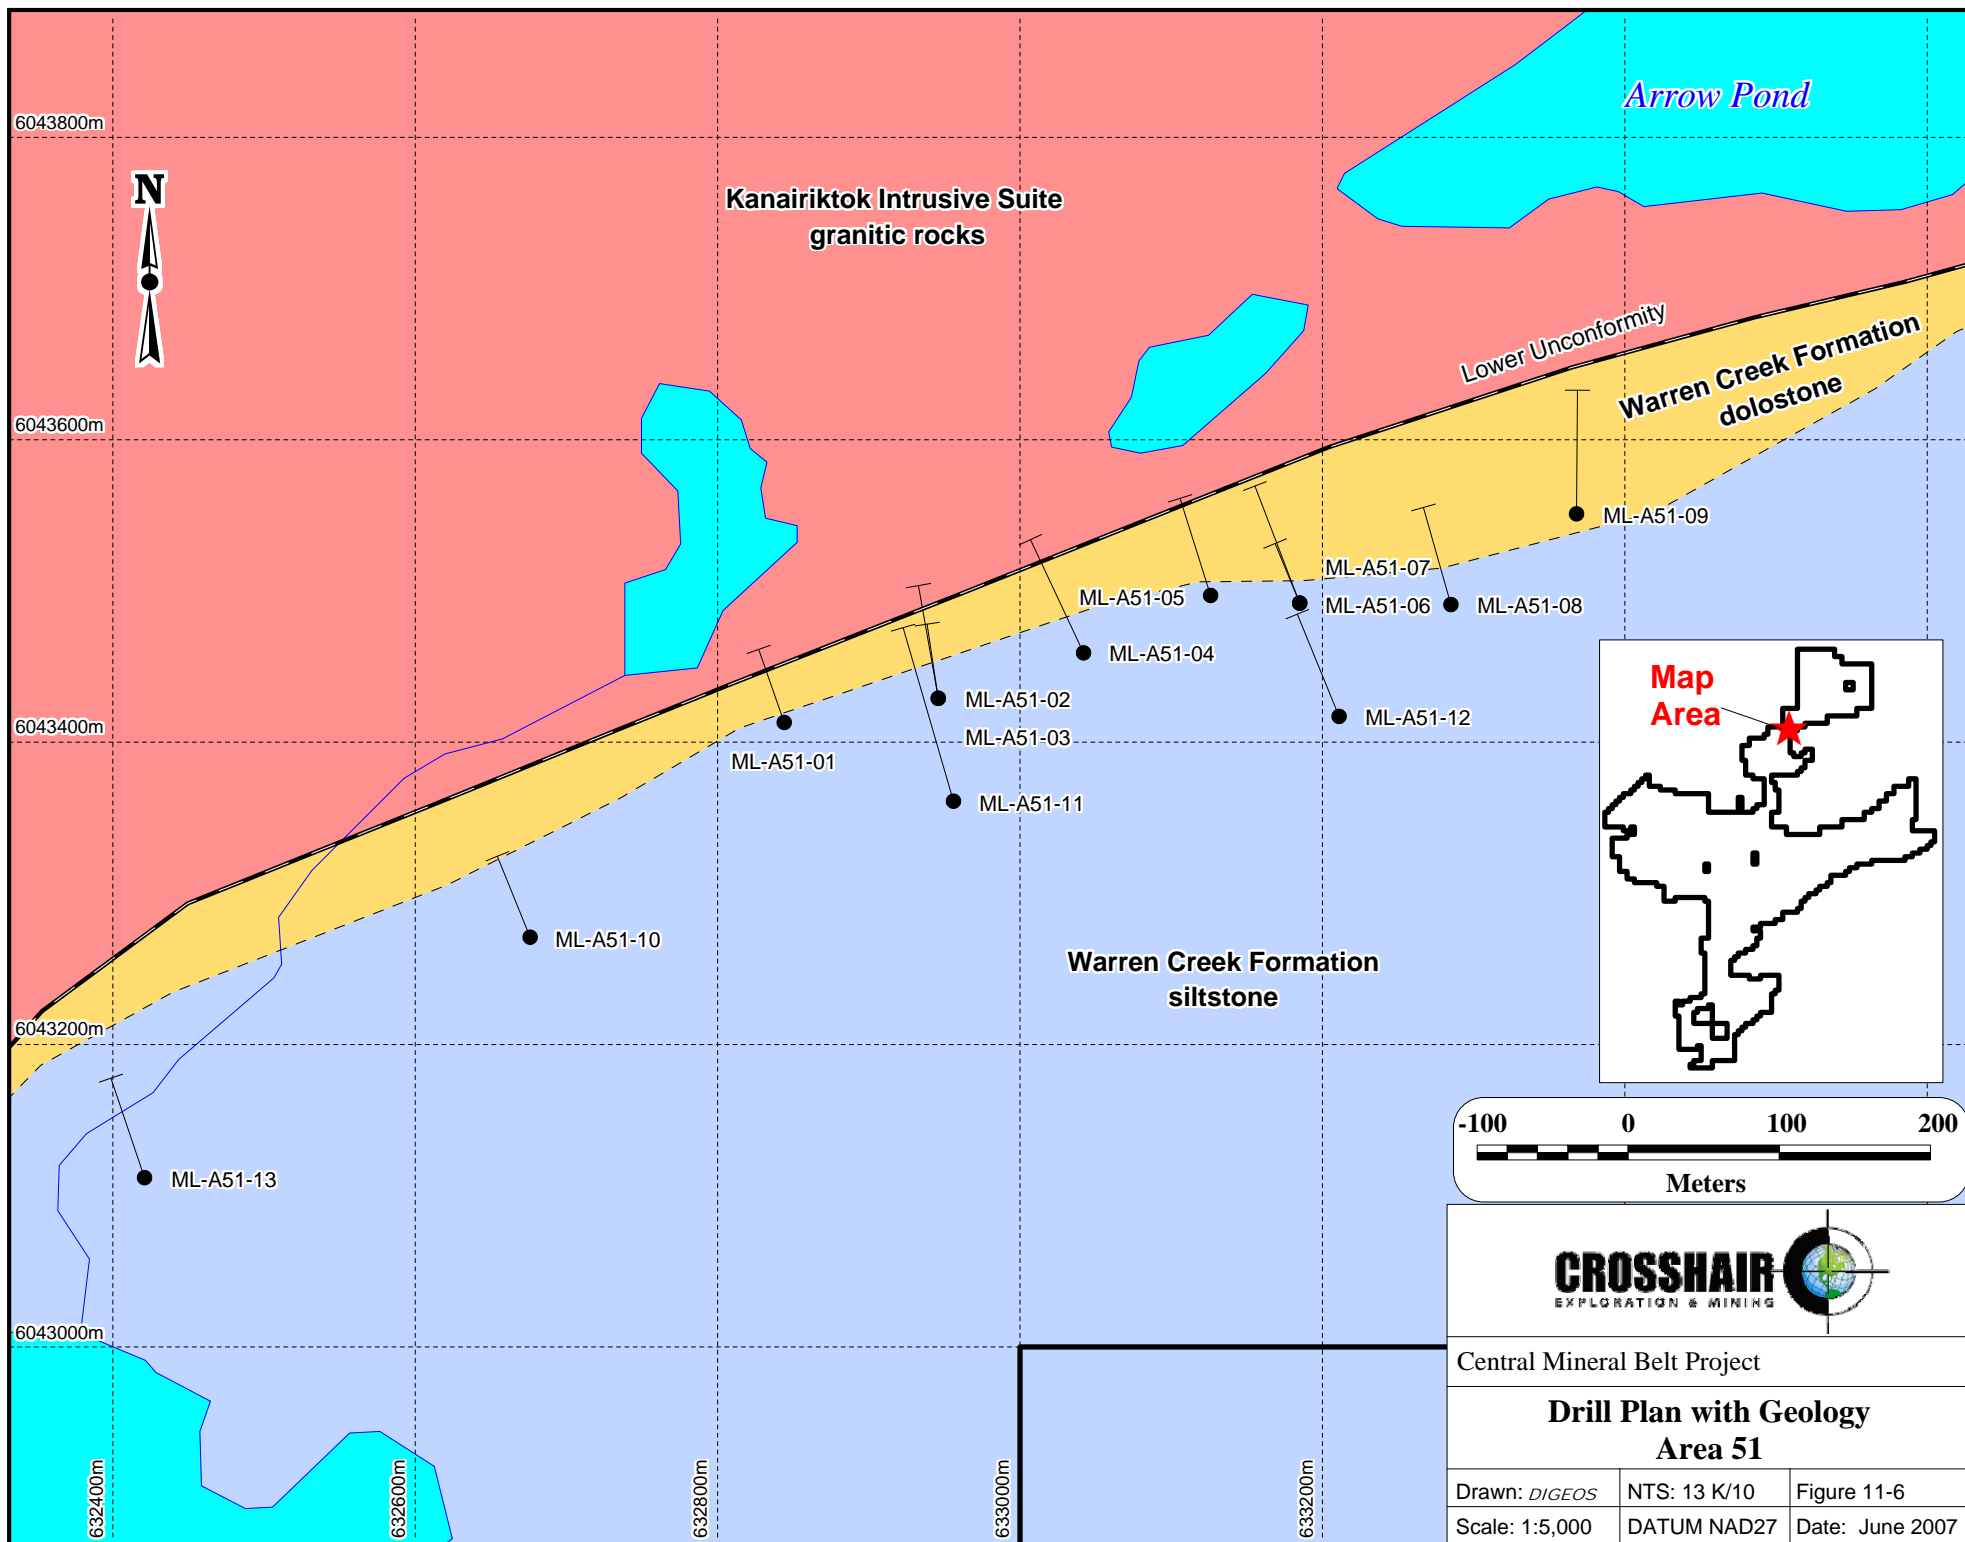 Arrow Pond
6043800m
N
Kanairiktok Intrusive Suite
granitic rocks
Lower Unconformity
Warren Creek Formation
dolostone
6043600m
ML-A51-09
ML-A51-07
ML-A51-05
ML-A51-06
ML-A51-08
ML-A51-04
ML-A51-02
ML-A51-12
ML-A51-03
ML-A51-01
6043400m
ML-A51-11
Map
Area
ML-A51-10
Warren Creek Formation
siltstone
6043200m
ML-A51-13
-100 0 100 200
Meters
CROSSHAIR
EXPLORATION & MINING
6043000m
Central Mineral Belt Project
Drill Plan with Geology
Area 51
632400m
632600m
632800m
633000m
633200m
Drawn: DIGEOS
NTS: 13 K/10
Figure 11-6
Scale: 1:5,000
DATUM NAD27
Date: June 2007